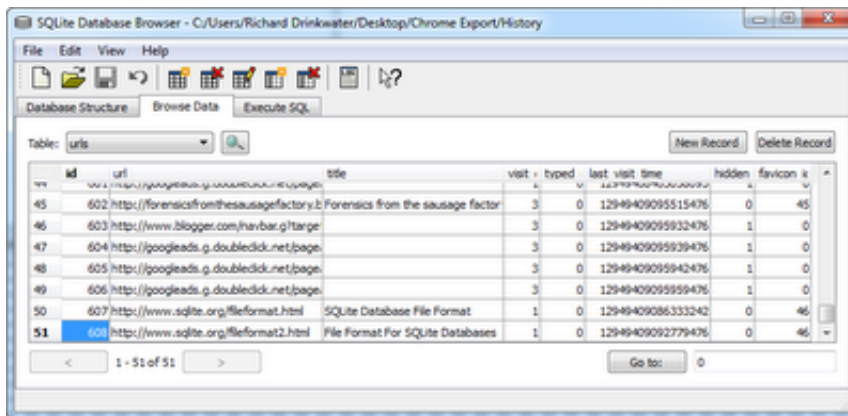 SQLite Database Browser - C:/Users/Richard Drinkwater/Desktop/Chrome Export/History
File Edit View Help
Database Structure Browse Data Execute SQL
Table: urls New Record Delete Record
id url title visit typed last visit time hidden favicon
45 602 http://forensicsfromthesausagefactory.b Forensics from the sausage factor 3 0 12949409095515476 0 45
46 603 http://www.blogger.com/navbar.g?targe 3 0 12949409095932476 1 0
47 604 http://googleads.g.doubleclick.net/page 3 0 12949409095939476 1 0
48 605 http://googleads.g.doubleclick.net/page 3 0 12949409095942476 1 0
49 606 http://googleads.g.doubleclick.net/page 3 0 12949409095959476 1 0
50 607 http://www.sqlite.org/fileformat.html SQLite Database File Format 1 0 12949409086333242 0 46
51 608 http://www.sqlite.org/fileformat2.html File Format For SQLite Databases 1 0 12949409092779476 0 46
< 1 - 51 of 51 > Go to: 0